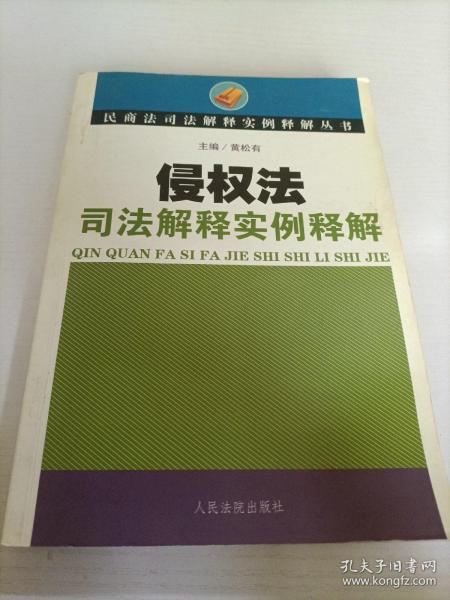 民商法司法解释实例释解丛书
主编/黄松有
侵权法
司法解释实例释解
QIN QUAN FA SI FA JIE SHI SHI LI SHI JIE
人民法院出版社
孔夫子旧书网
www.kongfz.com